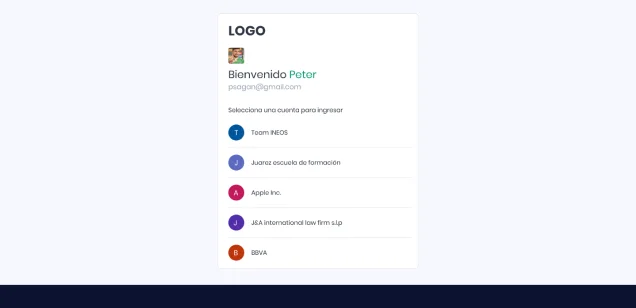 LOGO
Bienvenido Peter
psagan@gmail.com
Selecciona una cuenta para ingresar
T Team INEOS
J Juarez escuela de formación
A Apple Inc.
J J&A international law firm s.l.p
B BBVA